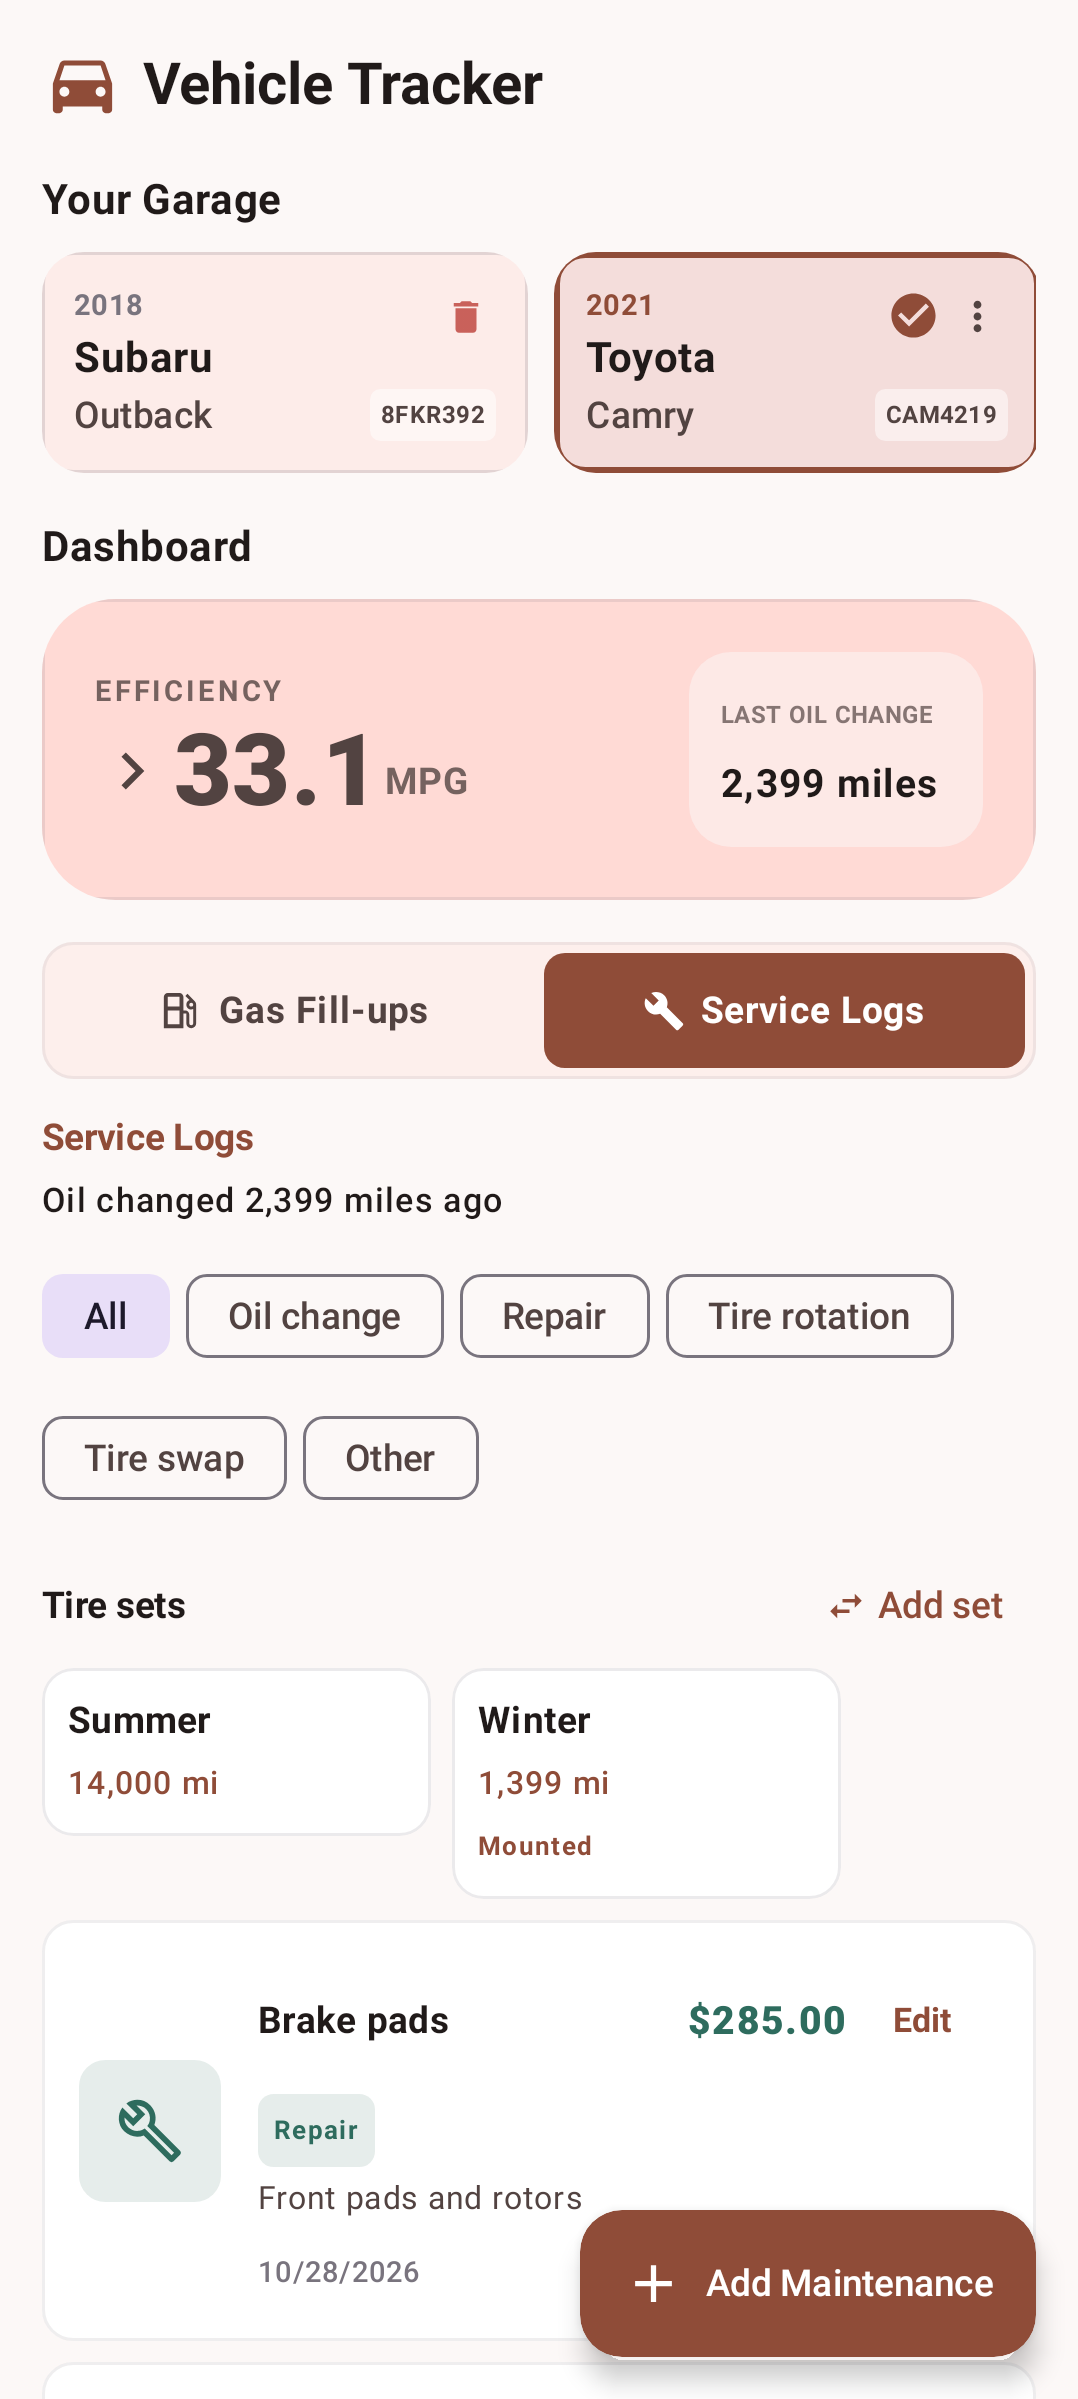 Vehicle Tracker
Your Garage
2018
Subaru
Outback
8FKR392
2021
Toyota
Camry
CAM4219
Dashboard
EFFICIENCY
33.1 MPG
LAST OIL CHANGE
2,399 miles
Gas Fill-ups
Service Logs
Service Logs
Oil changed 2,399 miles ago
All
Oil change
Repair
Tire rotation
Tire swap
Other
Tire sets
Add set
Summer
14,000 mi
Winter
1,399 mi
Mounted
Brake pads
$285.00
Edit
Repair
Front pads and rotors
10/28/2026
Add Maintenance